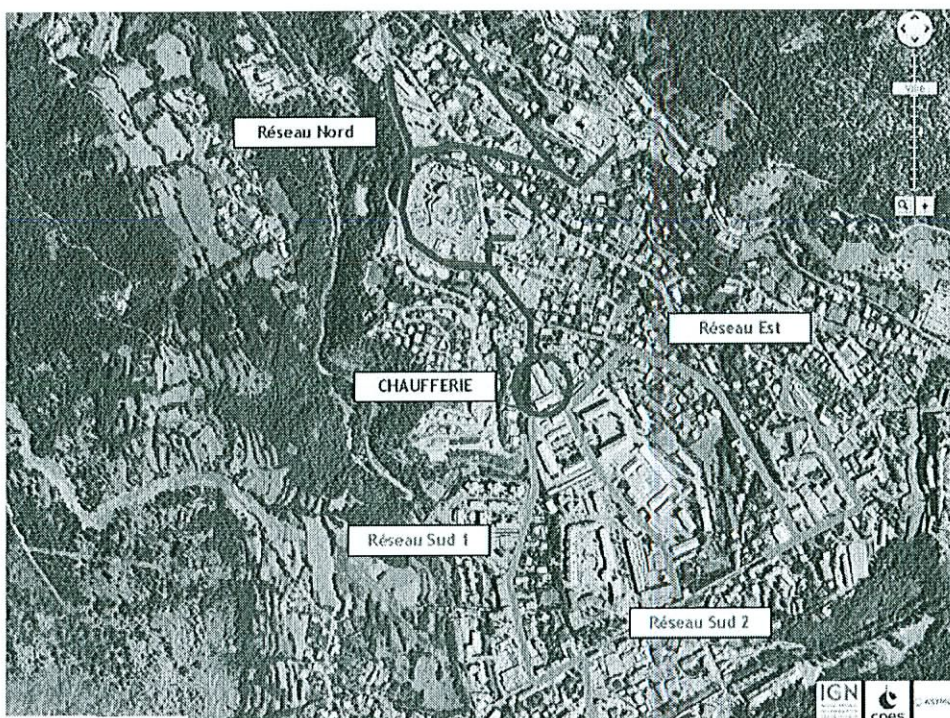 Réseau Nord
Réseau Est
CHAUFFERIE
Réseau Sud 1
Réseau Sud 2
IGN
cnes